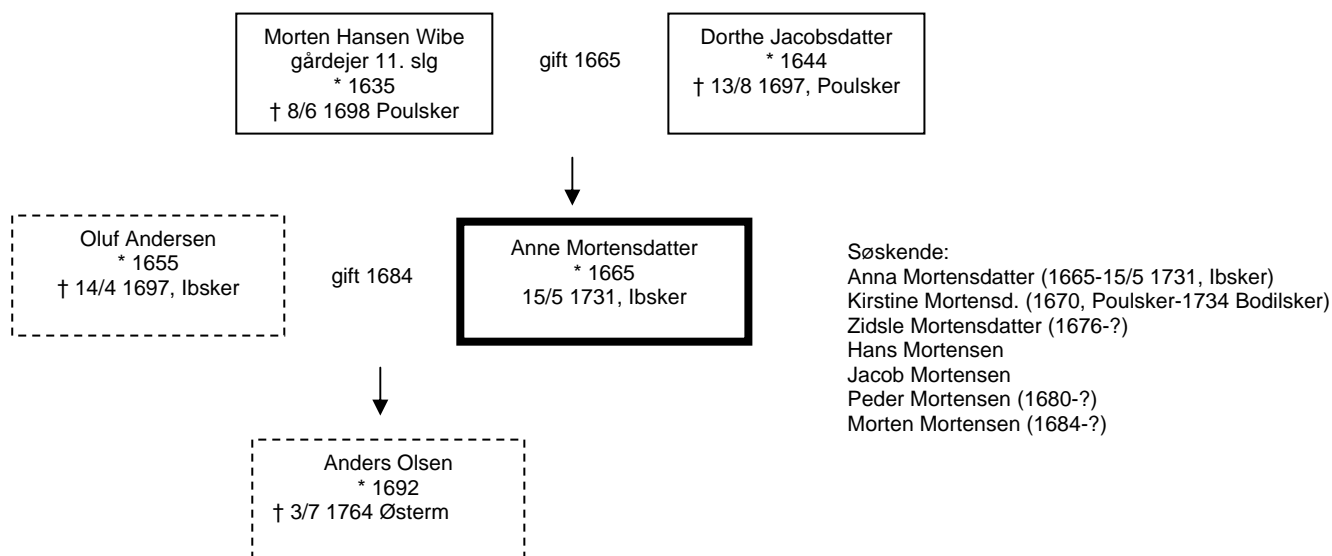 Morten Hansen Wibe
gårdejer 11. slg
* 1635
† 8/6 1698 Poulsker
gift 1665
Dorthe Jacobsdatter
* 1644
† 13/8 1697, Poulsker
Oluf Andersen
* 1655
† 14/4 1697, Ibsker
gift 1684
Anne Mortensdatter
* 1665
15/5 1731, Ibsker
Søskende:
Anna Mortensdatter (1665-15/5 1731, Ibsker)
Kirstine Mortensd. (1670, Poulsker-1734 Bodilsker)
Zidsle Mortensdatter (1676-?)
Hans Mortensen
Jacob Mortensen
Peder Mortensen (1680-?)
Morten Mortensen (1684-?)
Anders Olsen
* 1692
† 3/7 1764 Østerm